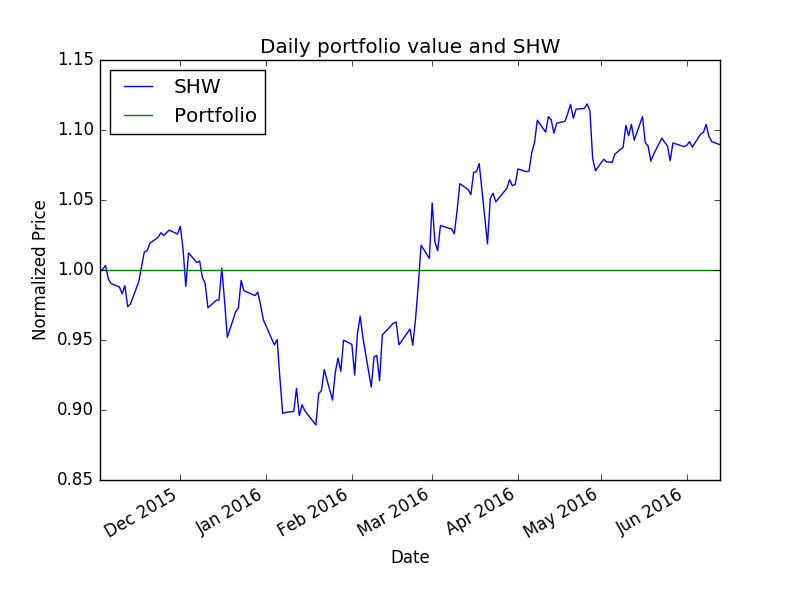 Daily portfolio value and SHW
1.15
1.10
1.05
1.00
0.95
0.90
0.85
Normalized Price
SHW
Portfolio
Dec 2015
Jan 2016
Feb 2016
Mar 2016
Apr 2016
May 2016
Jun 2016
Date